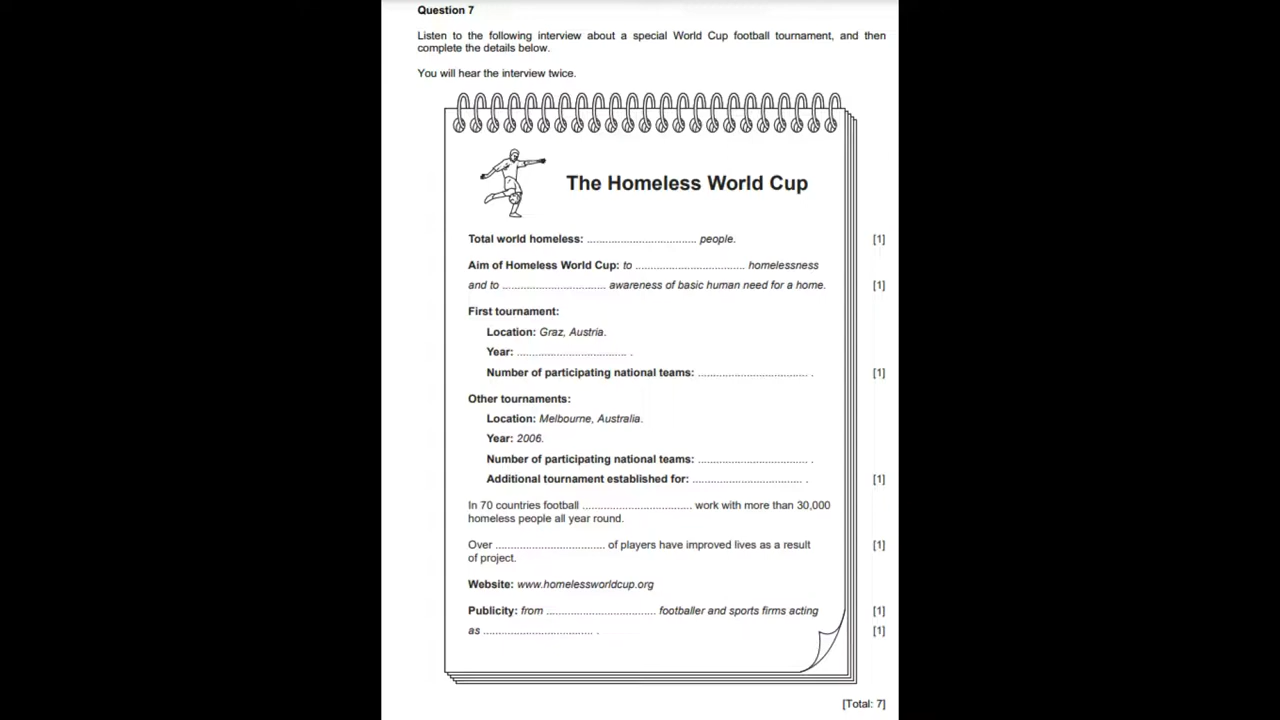 Question 7
Listen to the following interview about a special World Cup football tournament, and then
complete the details below.
You will hear the interview twice.
The Homeless World Cup
Total world homeless: .................................... people. [1]
Aim of Homeless World Cup: to .................................... homelessness
and to .................................. awareness of basic human need for a home. [1]
First tournament:
Location: Graz, Austria.
Year: .................................... .
Number of participating national teams: .................................... . [1]
Other tournaments:
Location: Melbourne, Australia.
Year: 2006.
Number of participating national teams: .................................... .
Additional tournament established for: .................................... . [1]
In 70 countries football .................................... work with more than 30,000
homeless people all year round.
Over .................................... of players have improved lives as a result [1]
of project.
Website: www.homelessworldcup.org
Publicity: from .................................... footballer and sports firms acting [1]
as .................................... . [1]
[Total: 7]